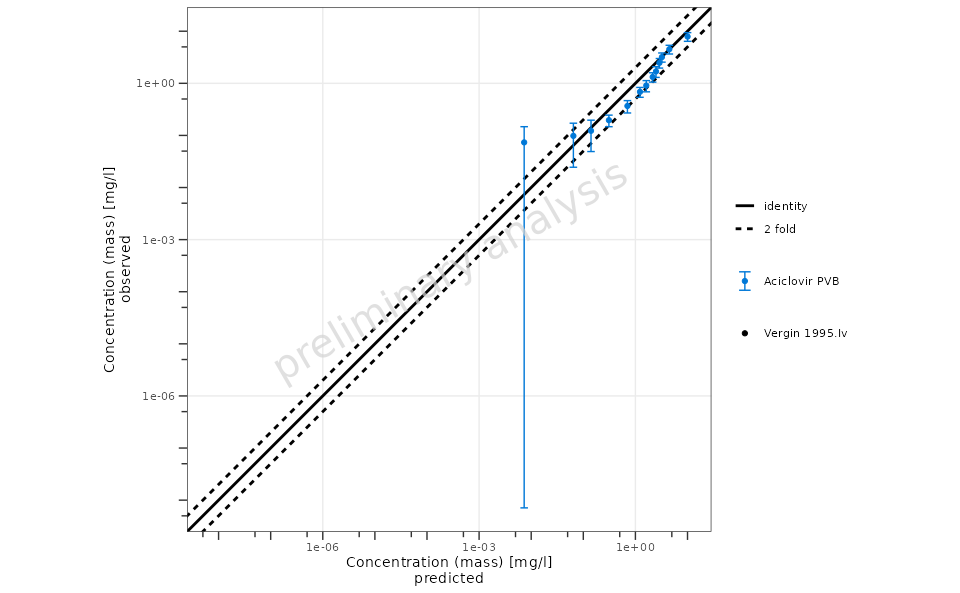 1e+00
1e-03
1e-06
Concentration (mass) [mg/l]
observed
preliminary analysis
1e-06
1e-03
1e+00
Concentration (mass) [mg/l]
predicted
identity
2 fold
Aciclovir PVB
Vergin 1995.Iv